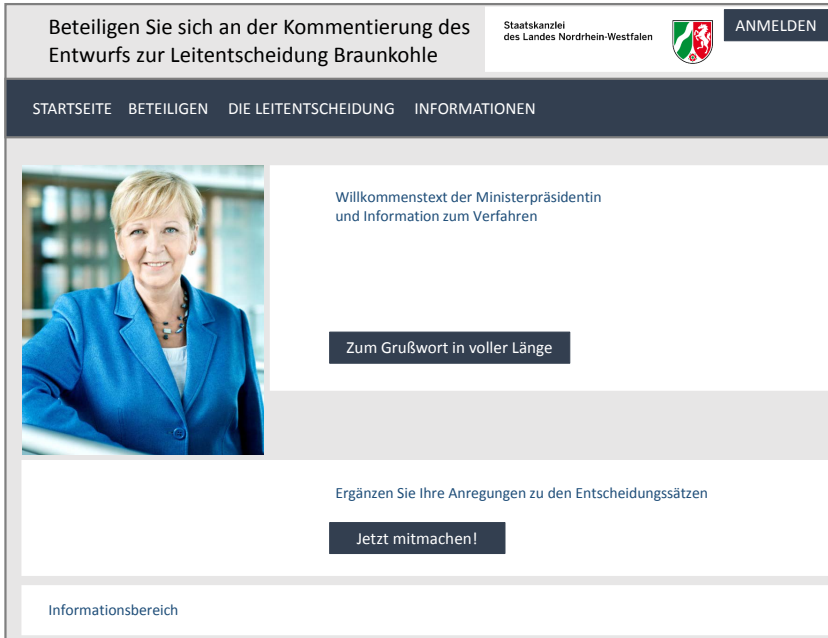 Beteiligen Sie sich an der Kommentierung des
Entwurfs zur Leitentscheidung Braunkohle
Staatskanzlei
des Landes Nordrhein-Westfalen
ANMELDEN
STARTSEITE BETEILIGEN DIE LEITENTSCHEIDUNG INFORMATIONEN
Willkommenstext der Ministerpräsidentin
und Information zum Verfahren
Zum Grußwort in voller Länge
Ergänzen Sie Ihre Anregungen zu den Entscheidungssätzen
Jetzt mitmachen!
Informationsbereich